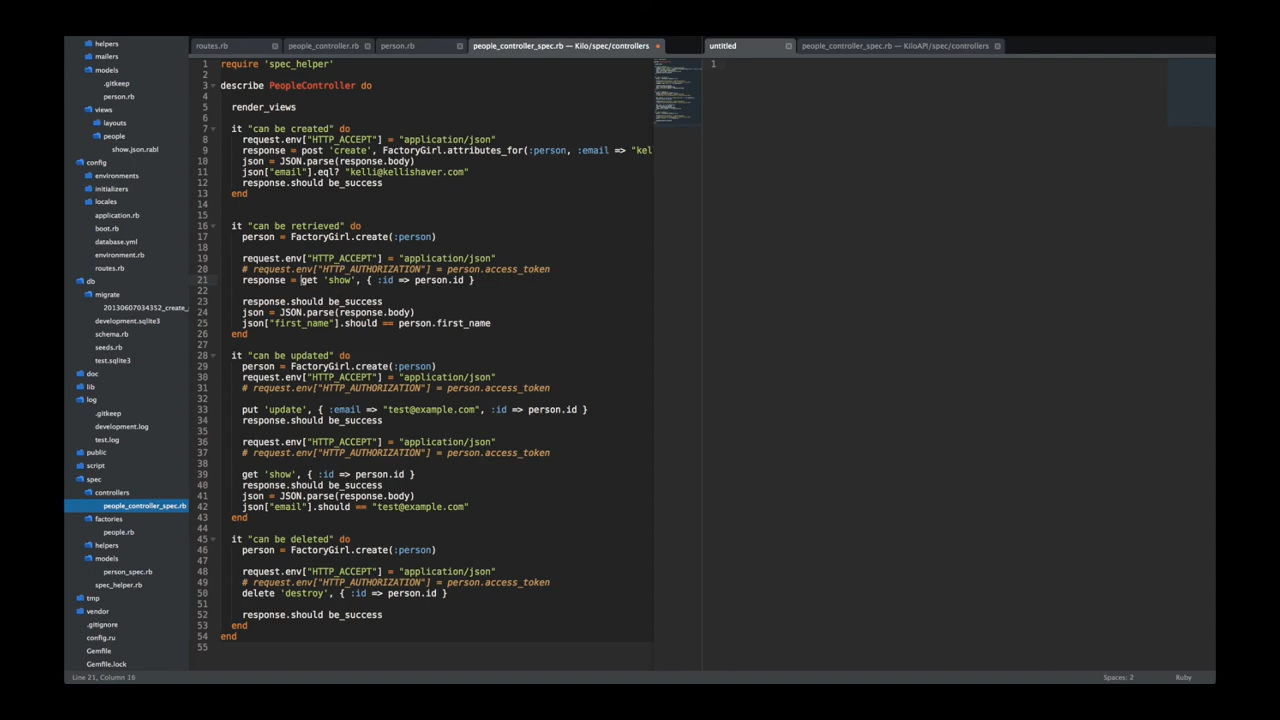 helpers
mailers
models
.gitkeep
person.rb
views
layouts
people
show.json.rabl
config
environments
initializers
locales
application.rb
boot.rb
database.yml
environment.rb
routes.rb
db
migrate
20130607034352_create_
development.sqlite3
schema.rb
seeds.rb
test.sqlite3
doc
lib
log
.gitkeep
development.log
test.log
public
script
spec
controllers
people_controller_spec.rb
factories
people.rb
helpers
models
person_spec.rb
spec_helper.rb
tmp
vendor
.gitignore
config.ru
Gemfile
Gemfile.lock
routes.rb
people_controller.rb
person.rb
people_controller_spec.rb — Kilo/spec/controllers
untitled
people_controller_spec.rb — KiloAPI/spec/controllers
1 require 'spec_helper'
2
3 describe PeopleController do
4
5 render_views
6
7 it "can be created" do
8 request.env["HTTP_ACCEPT"] = "application/json"
9 response = post 'create', FactoryGirl.attributes_for(:person, :email => "kel
10 json = JSON.parse(response.body)
11 json["email"].eql? "kelli@kellishaver.com"
12 response.should be_success
13 end
14
15
16 it "can be retrieved" do
17 person = FactoryGirl.create(:person)
18
19 request.env["HTTP_ACCEPT"] = "application/json"
20 # request.env["HTTP_AUTHORIZATION"] = person.access_token
21 response = get 'show', { :id => person.id }
22
23 response.should be_success
24 json = JSON.parse(response.body)
25 json["first_name"].should == person.first_name
26 end
27
28 it "can be updated" do
29 person = FactoryGirl.create(:person)
30 request.env["HTTP_ACCEPT"] = "application/json"
31 # request.env["HTTP_AUTHORIZATION"] = person.access_token
32
33 put 'update', { :email => "test@example.com", :id => person.id }
34 response.should be_success
35
36 request.env["HTTP_ACCEPT"] = "application/json"
37 # request.env["HTTP_AUTHORIZATION"] = person.access_token
38
39 get 'show', { :id => person.id }
40 response.should be_success
41 json = JSON.parse(response.body)
42 json["email"].should == "test@example.com"
43 end
44
45 it "can be deleted" do
46 person = FactoryGirl.create(:person)
47
48 request.env["HTTP_ACCEPT"] = "application/json"
49 # request.env["HTTP_AUTHORIZATION"] = person.access_token
50 delete 'destroy', { :id => person.id }
51
52 response.should be_success
53 end
54 end
55
1
Line 21, Column 16
Spaces: 2
Ruby